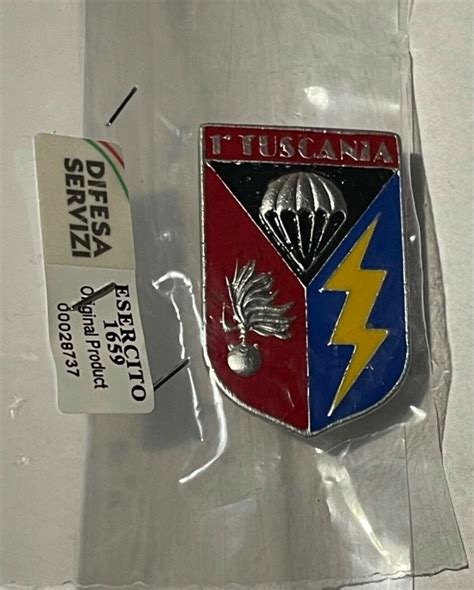 1° TUSCANIA
DIFESA
SERVIZI
ESERCITO
1659
Original Product
00028737